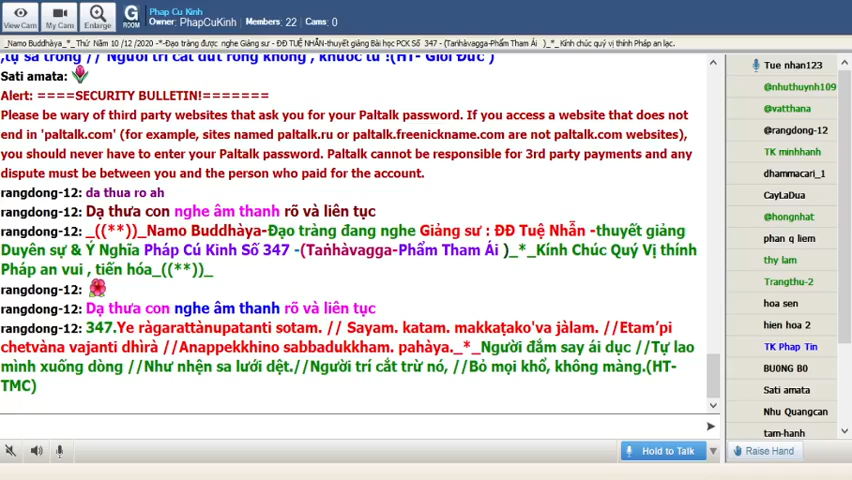 Phap Cu Kinh
Owner: PhapCuKinh Members: 22 Cams: 0
View Cam
My Cam
Enlarge
G
ROOM
_Namo Buddhàya_*_ Thứ Năm 10 /12 /2020 -*-Đạo tràng được nghe Giảng sư - ĐĐ TUỆ NHẪN-thuyết giảng Bài học PCK Số 347 - (Taṅhàvagga-Phẩm Tham Ái )_*_ Kính chúc quý vị thính Pháp an lạc.
,tự sa tròng // Người trí cắt dứt rong không , khước từ !(HT- Giới Đức )
Sati amata:
Alert: ====SECURITY BULLETIN!=======
Please be wary of third party websites that ask you for your Paltalk password. If you access a website that does not
end in 'paltalk.com' (for example, sites named paltalk.ru or paltalk.freenickname.com are not paltalk.com websites),
you should never have to enter your Paltalk password. Paltalk cannot be responsible for 3rd party payments and any
dispute must be between you and the person who paid for the account.
rangdong-12: da thua ro ah
rangdong-12: Dạ thưa con nghe âm thanh rõ và liên tục
rangdong-12: _((**))_Namo Buddhàya-Đạo tràng đang nghe Giảng sư : ĐĐ Tuệ Nhẫn -thuyết giảng
Duyên sự & Ý Nghĩa Pháp Cú Kinh Số 347 -(Taṅhàvagga-Phẩm Tham Ái )_*_Kính Chúc Quý Vị thính
Pháp an vui , tiến hóa_((**))_
rangdong-12:
rangdong-12: Dạ thưa con nghe âm thanh rõ và liên tục
rangdong-12: 347.Ye ràgarattànupatanti sotam. // Sayam. katam. makkaṭako'va jàlam. //Etam'pi
chetvàna vajanti dhìrà //Anappekkhino sabbadukkham. pahàya._*_Người đắm say ái dục //Tự lao
mình xuống dòng //Như nhện sa lưới dệt.//Người trí cắt trừ nó, //Bỏ mọi khổ, không màng.(HT-
TMC)
Tue nhan123
@nhuthuynh109
@vatthana
@rangdong-12
TK minhhanh
dhammacari_1
CayLaDua
@hongnhat
phan q liem
thy lam
Trangthu-2
hoa sen
hien hoa 2
TK Phap Tin
BU0NG B0
Sati amata
Nhu Quangcan
tam-hanh
Hold to Talk
Raise Hand